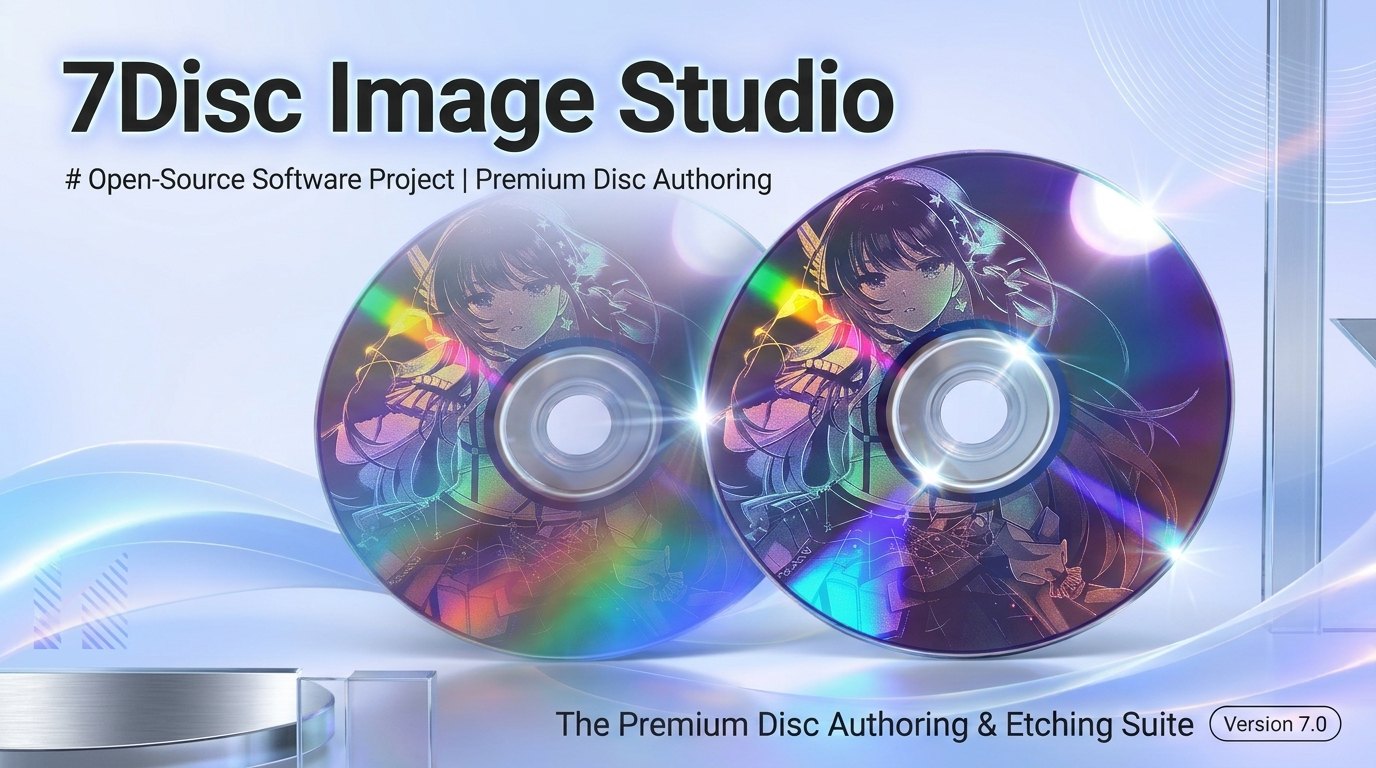 7Disc Image Studio
# Open-Source Software Project | Premium Disc Authoring
The Premium Disc Authoring & Etching Suite
Version 7.0